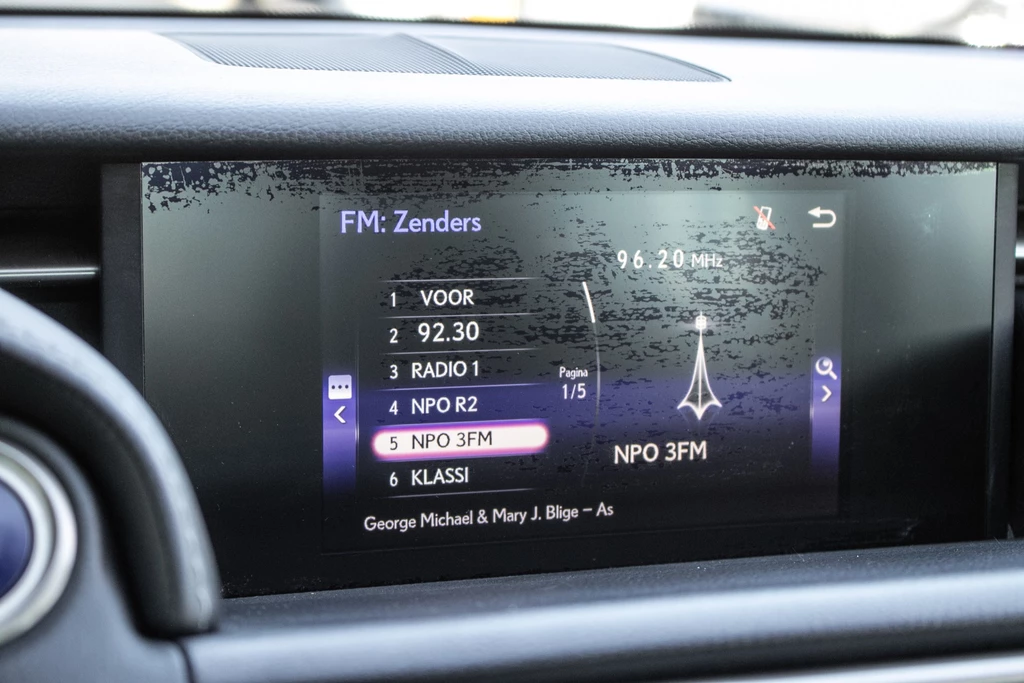 FM: Zenders
96.20 MHz
1 VOOR
2 92.30
3 RADIO 1
4 NPO R2
5 NPO 3FM
6 KLASSI
Pagina
1/5
NPO 3FM
George Michael & Mary J. Blige – As